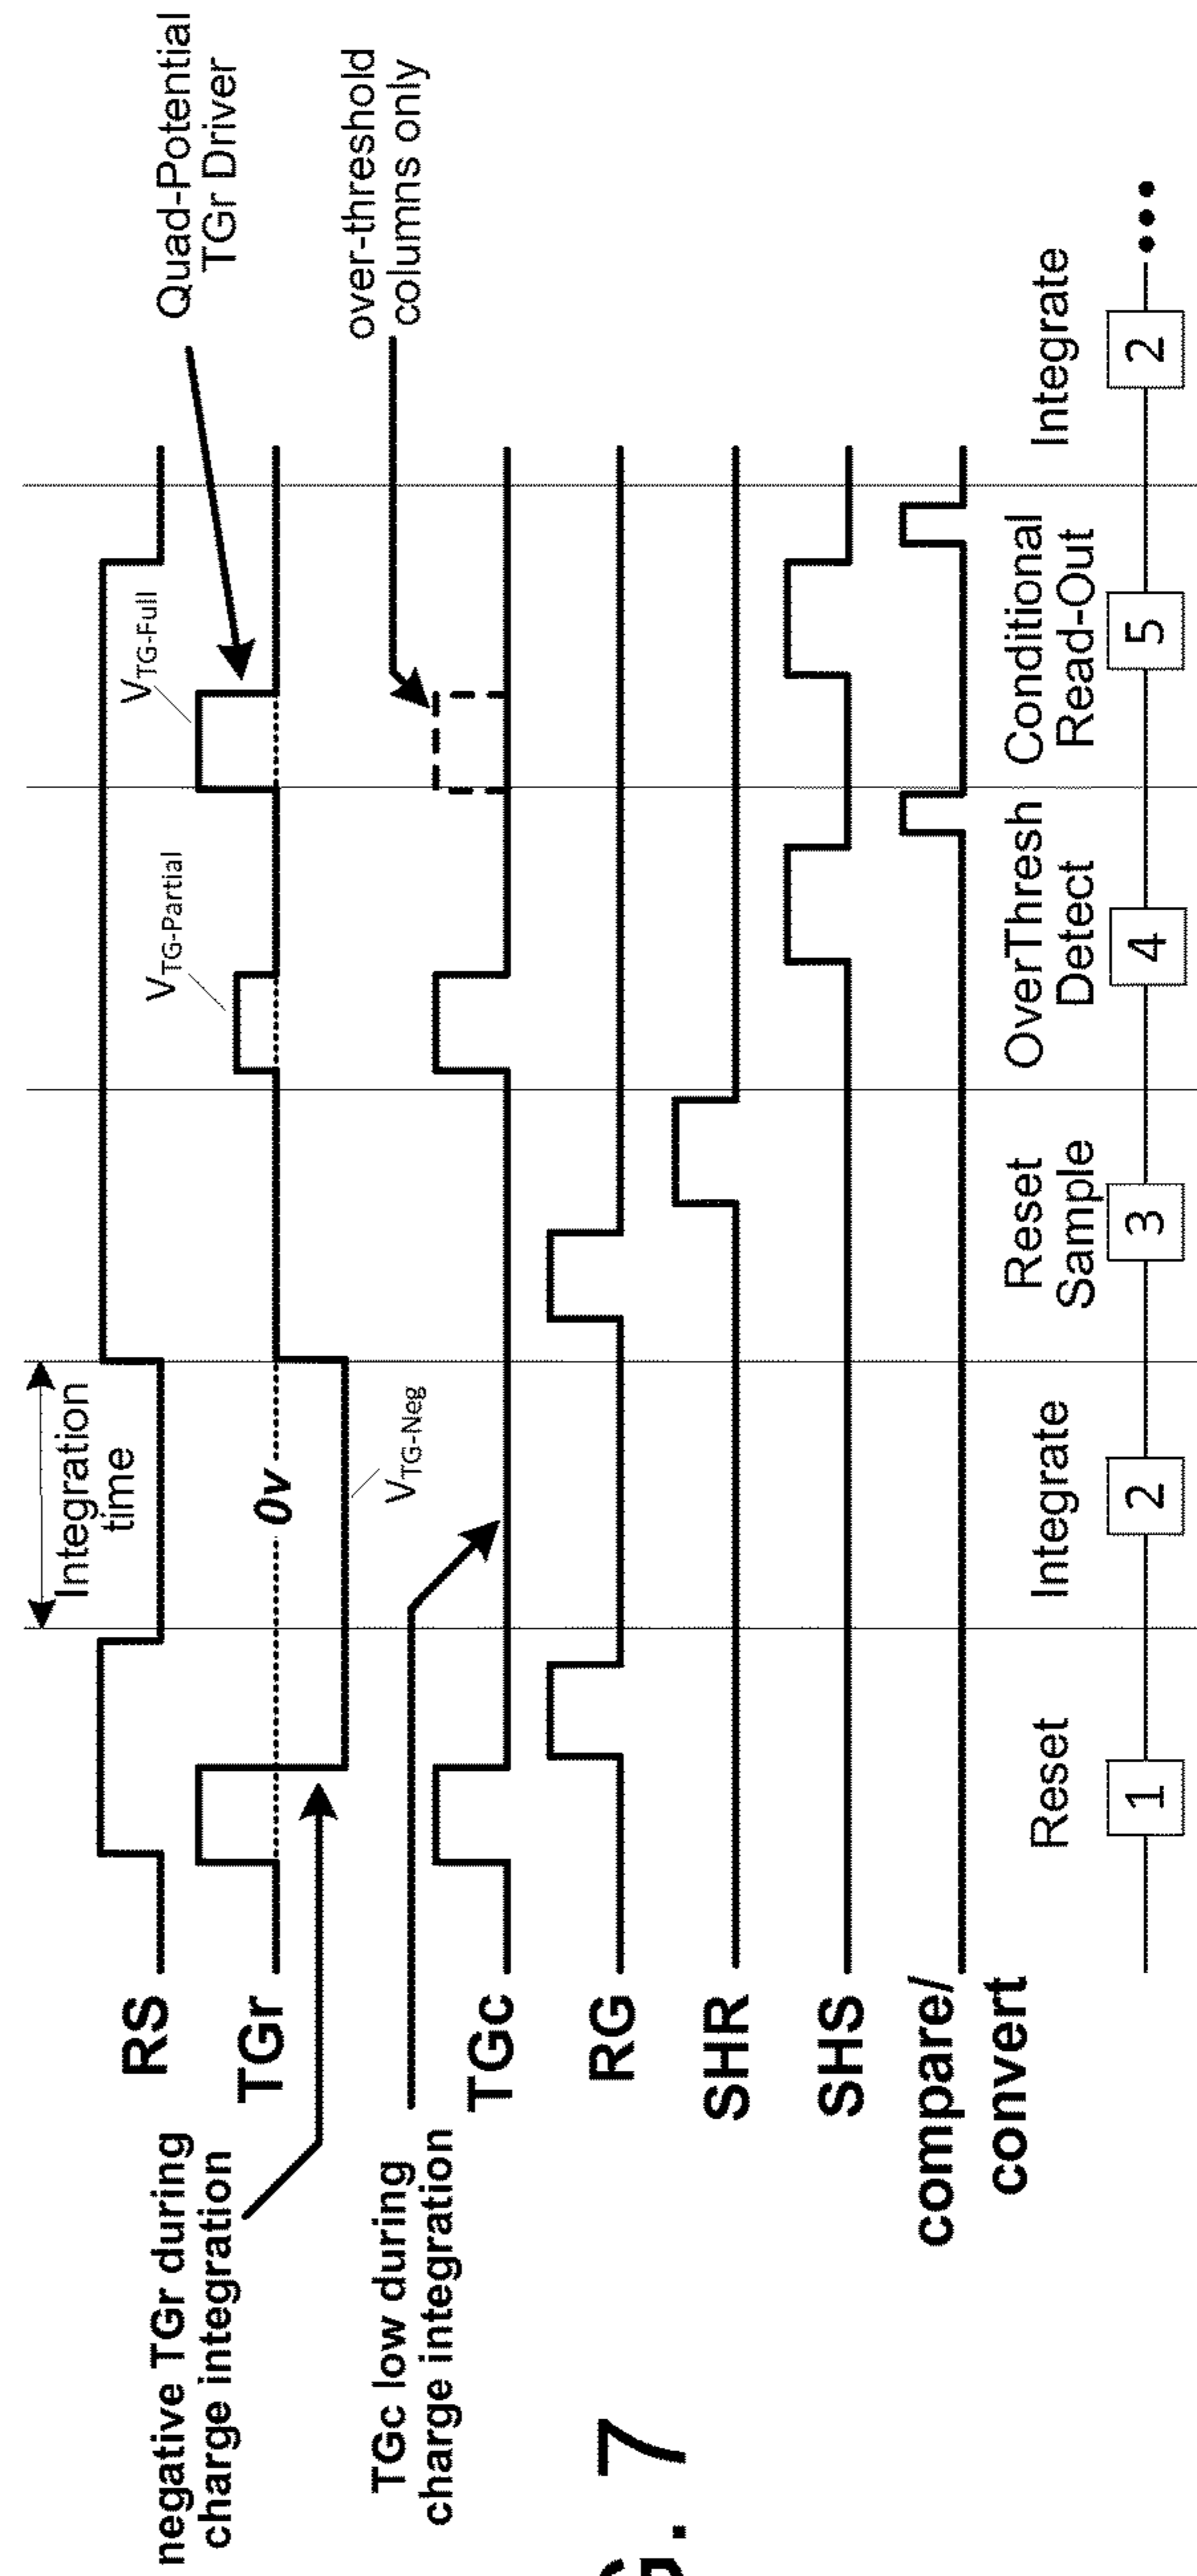 Integration
time
Quad-Potential
TGr Driver
over-threshold
columns only
negative TGr during
charge integration
TGc low during
charge integration
RS
TGr
0v
VTG-Neg
VTG-Partial
VTG-Full
TGc
RG
SHR
SHS
compare/
convert
Reset
Integrate
Reset
Sample
OverThresh
Detect
Conditional
Read-Out
Integrate
1
2
3
4
5
2
. 7